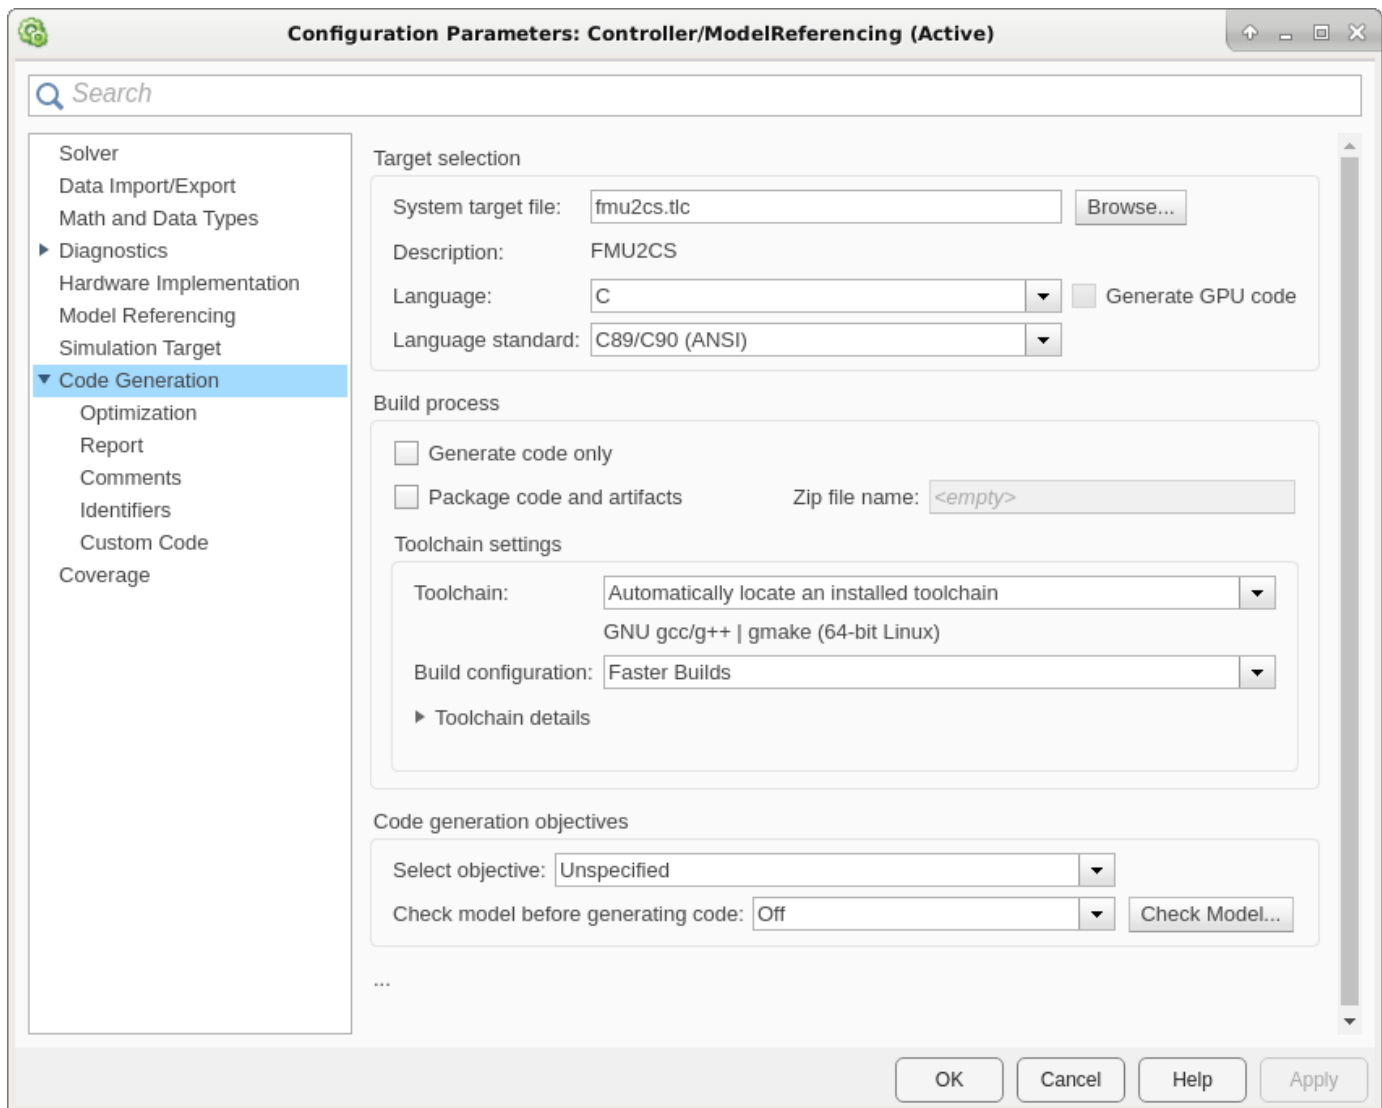 Configuration Parameters: Controller/ModelReferencing (Active)
Search
Solver
Data Import/Export
Math and Data Types
Diagnostics
Hardware Implementation
Model Referencing
Simulation Target
Code Generation
Optimization
Report
Comments
Identifiers
Custom Code
Coverage
Target selection
System target file: fmu2cs.tlc Browse...
Description: FMU2CS
Language: C Generate GPU code
Language standard: C89/C90 (ANSI)
Build process
Generate code only
Package code and artifacts Zip file name: <empty>
Toolchain settings
Toolchain: Automatically locate an installed toolchain
GNU gcc/g++ | gmake (64-bit Linux)
Build configuration: Faster Builds
Toolchain details
Code generation objectives
Select objective: Unspecified
Check model before generating code: Off Check Model...
...
OK Cancel Help Apply